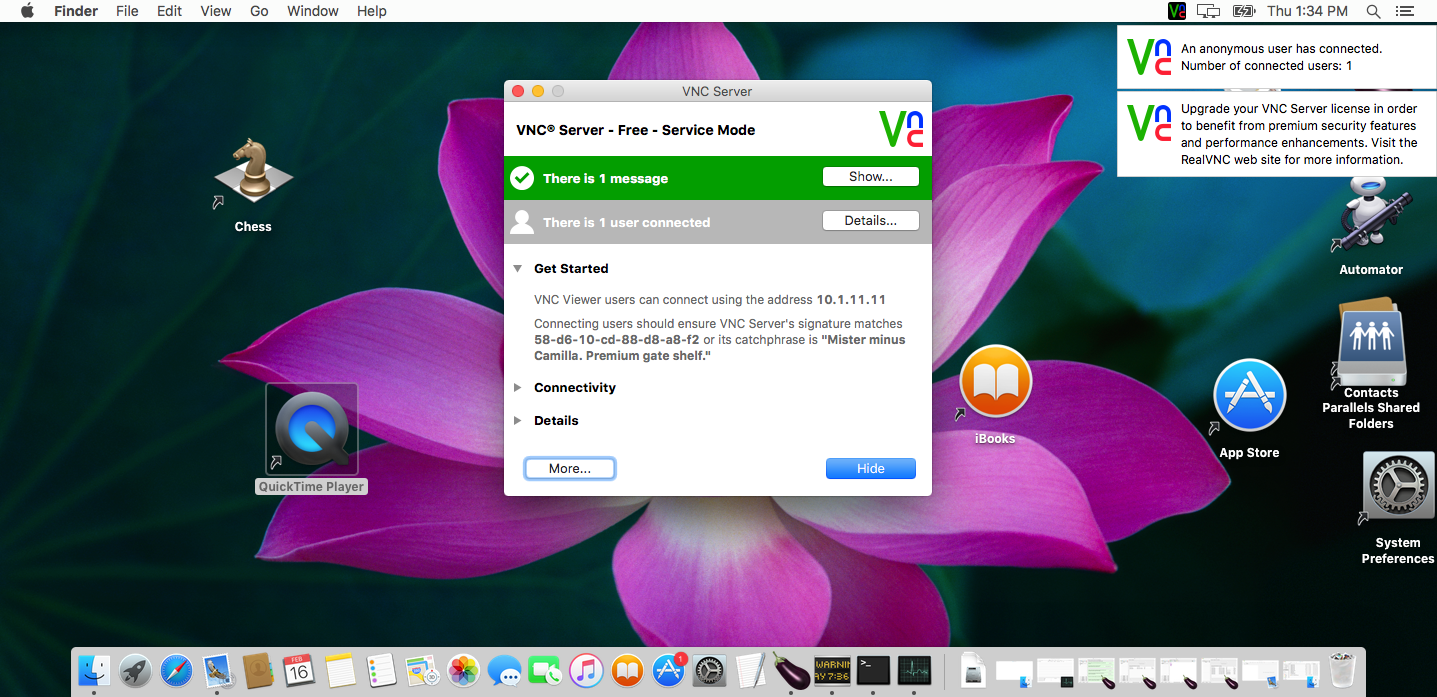 Finder File Edit View Go Window Help
Thu 1:34 PM
An anonymous user has connected.
Number of connected users: 1
Upgrade your VNC Server license in order
to benefit from premium security features
and performance enhancements. Visit the
RealVNC web site for more information.
VNC Server
VNC® Server - Free - Service Mode
There is 1 message
Show...
There is 1 user connected
Details...
Get Started
VNC Viewer users can connect using the address 10.1.11.11
Connecting users should ensure VNC Server's signature matches
58-d6-10-cd-88-d8-a8-f2 or its catchphrase is "Mister minus
Camilla. Premium gate shelf."
Connectivity
Details
More...
Hide
Chess
QuickTime Player
iBooks
App Store
Automator
Contacts
Parallels Shared
Folders
System
Preferences
FEB
16
1
WARNIN
AY 7:36